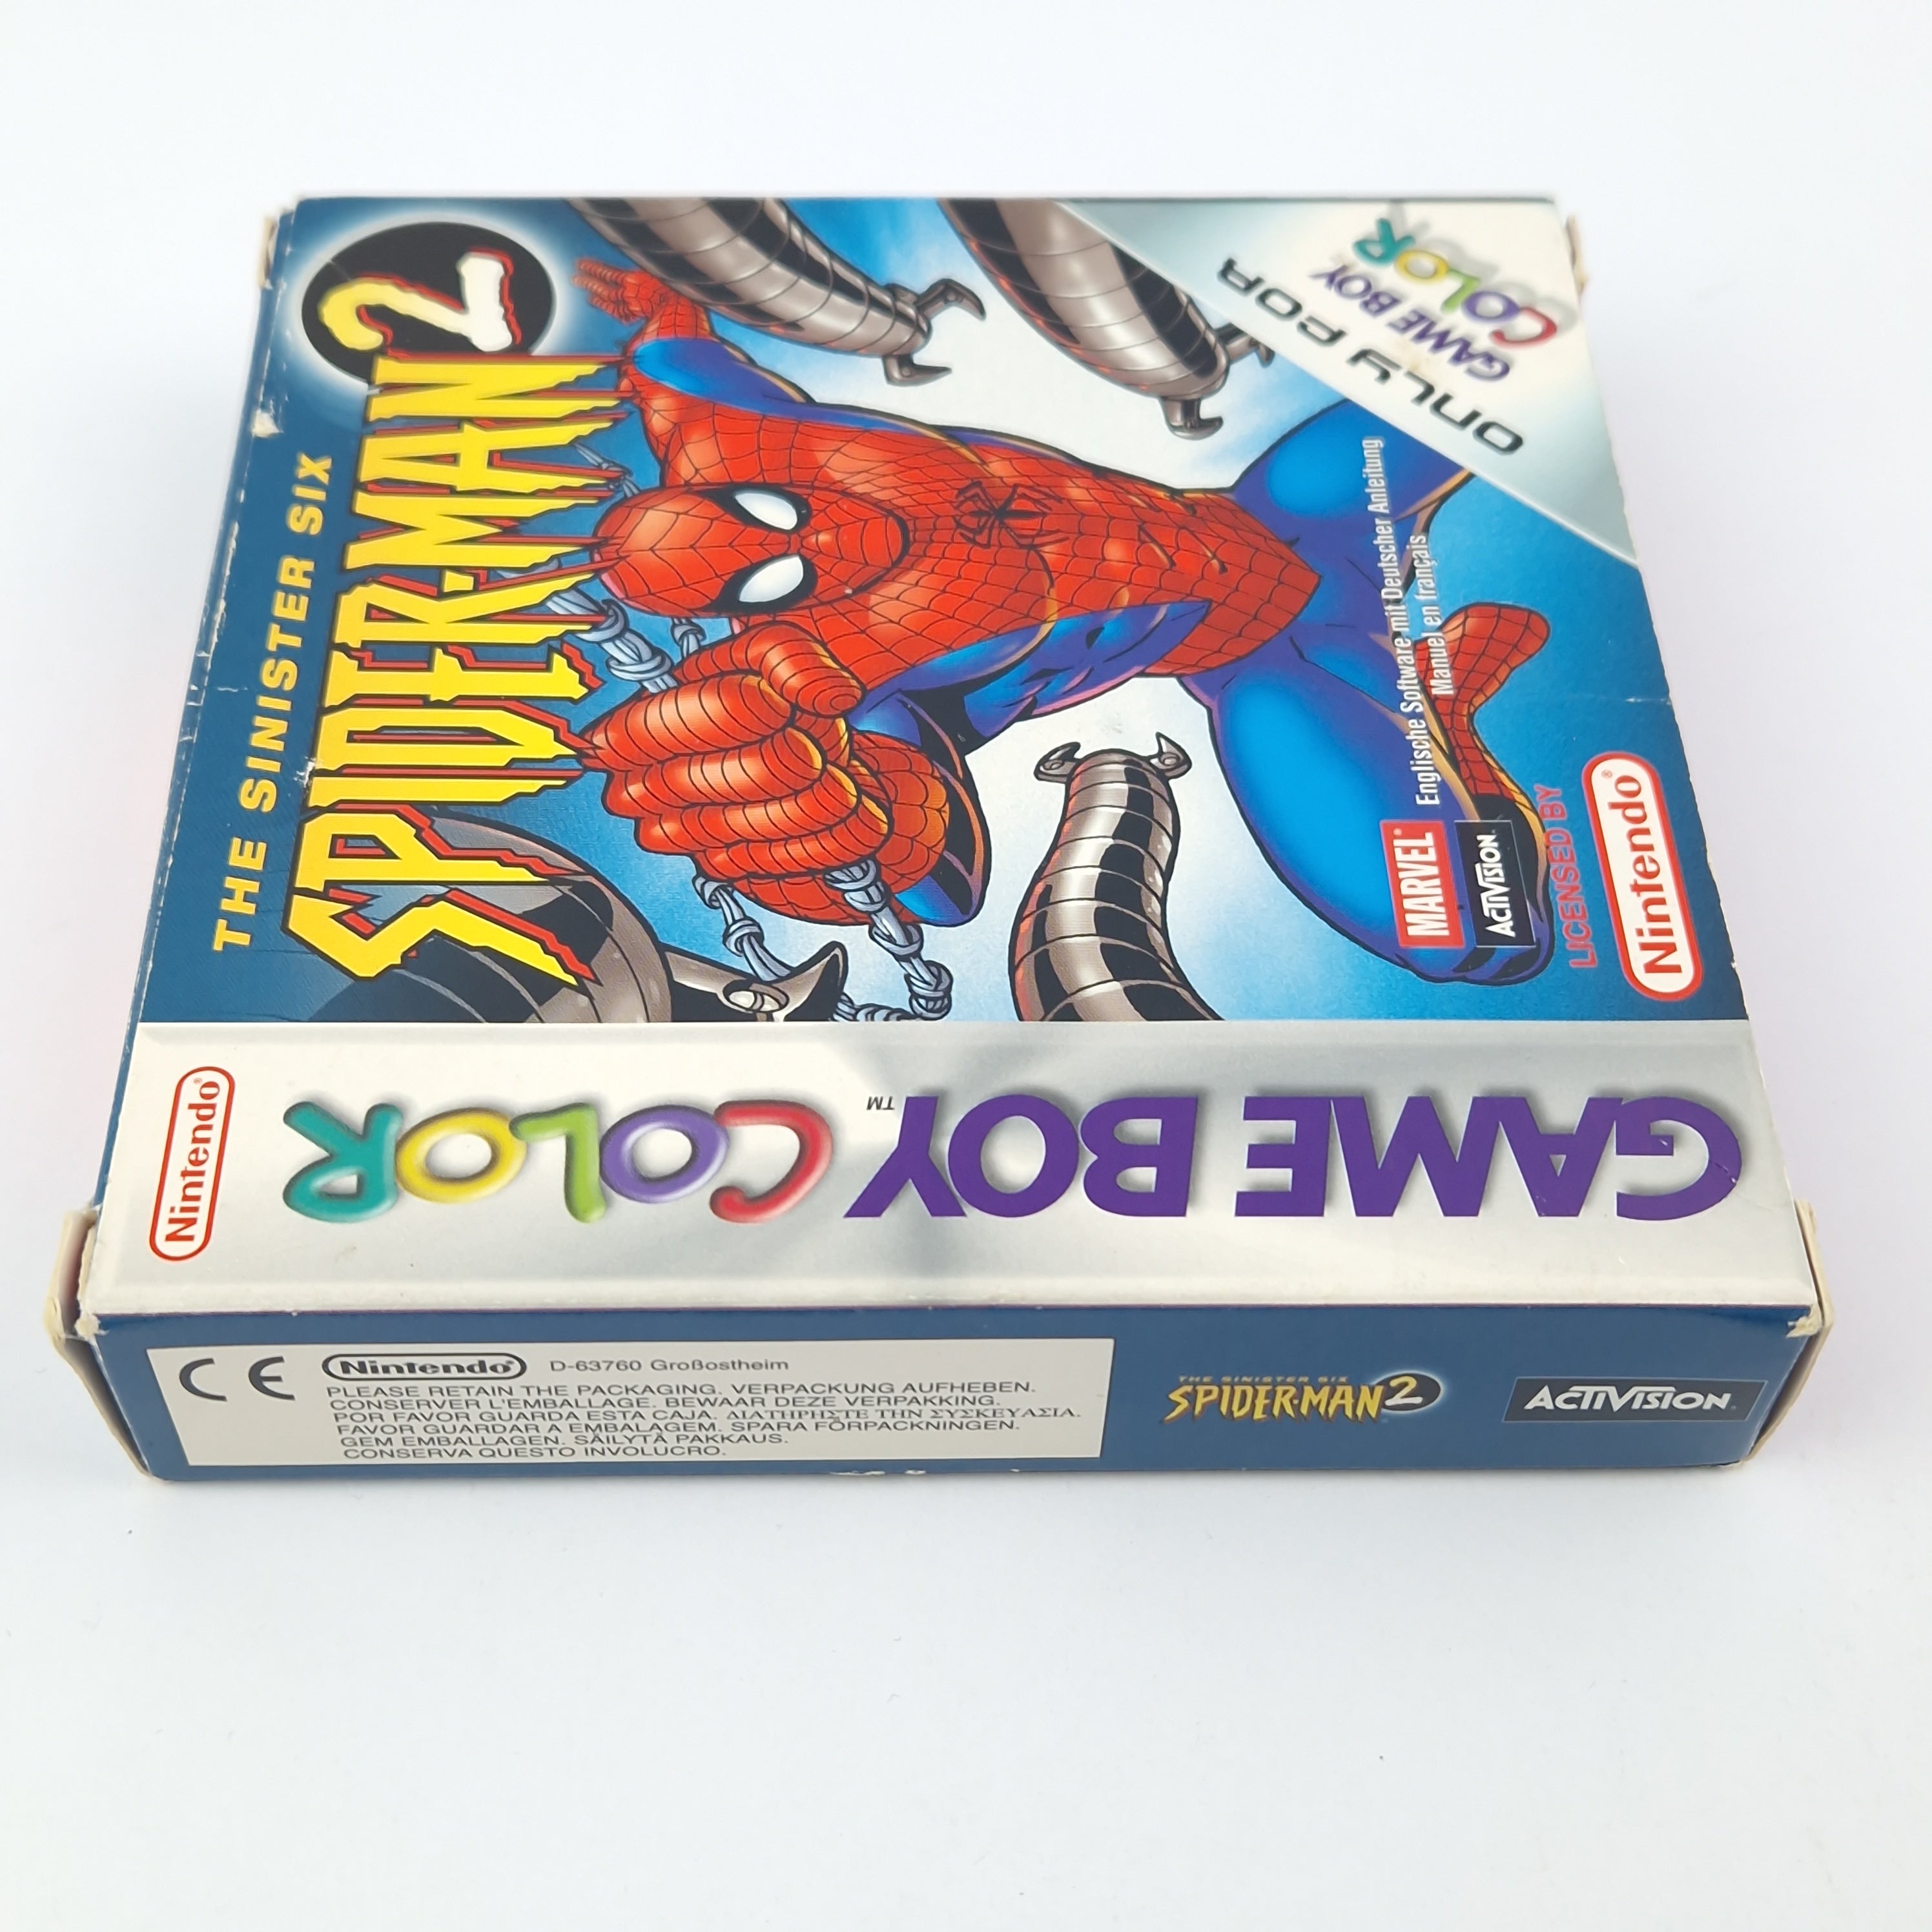 THE SINISTER SIX
SPIDER-MAN 2
ONLY FOR
GAME BOY
COLOR
Englische Software mit Deutscher Anleitung
Manuel en français
MARVEL®
ACTIVISION
LICENSED BY
Nintendo®
GAME BOY™ COLOR
Nintendo®
CE
Nintendo® D-63760 Großostheim
PLEASE RETAIN THE PACKAGING. VERPACKUNG AUFHEBEN.
CONSERVER L'EMBALLAGE. BEWAAR DEZE VERPAKKING.
POR FAVOR GUARDA ESTA CAJA. ΔΙΑΤΗΡΗΣΤΕ ΤΗΝ ΣΥΣΚΕΥΑΣΙΑ.
FAVOR GUARDAR A EMBALAGEM. SPARA FÖRPACKNINGEN.
GEM EMBALLAGEN. SÄILYTÄ PAKKAUS.
CONSERVA QUESTO INVOLUCRO.
THE SINISTER SIX
SPIDER-MAN 2
ACTIVISION